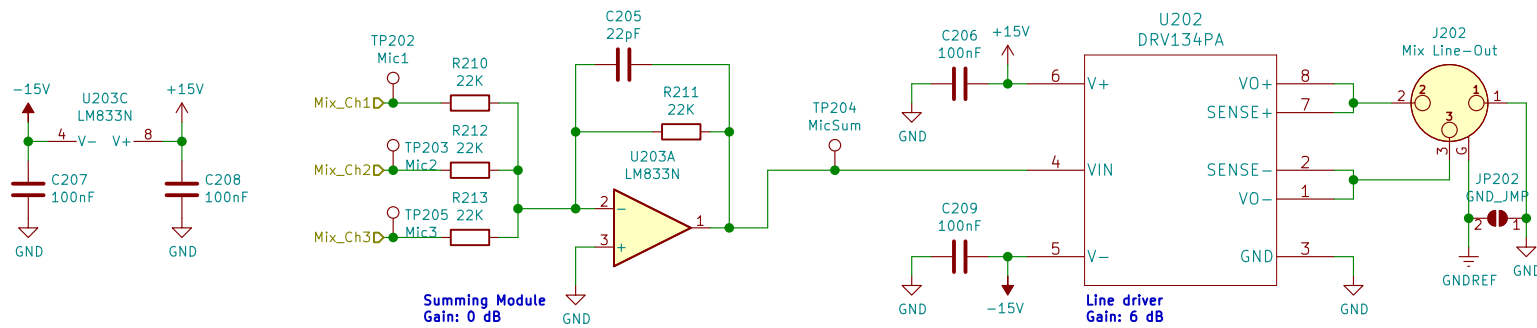 -15V
U203C
LM833N
+15V
4
V-
V+
8
C207
100nF
C208
100nF
GND
GND
C205
22pF
TP202
Mic1
R210
22K
Mix_Ch1
R211
22K
R212
22K
TP203
Mic2
Mix_Ch2
U203A
LM833N
R213
22K
TP205
Mic3
Mix_Ch3
2
-
3
+
1
GND
Summing Module
Gain: 0 dB
TP204
MicSum
C206
100nF
+15V
GND
C209
100nF
GND
-15V
U202
DRV134PA
6
V+
4
VIN
5
V-
VO+
8
SENSE+
7
SENSE-
2
VO-
1
GND
3
GND
Line driver
Gain: 6 dB
J202
Mix Line-Out
2
2
1
1
3
3
G
JP202
GND_JMP
2
1
GNDREF
GND